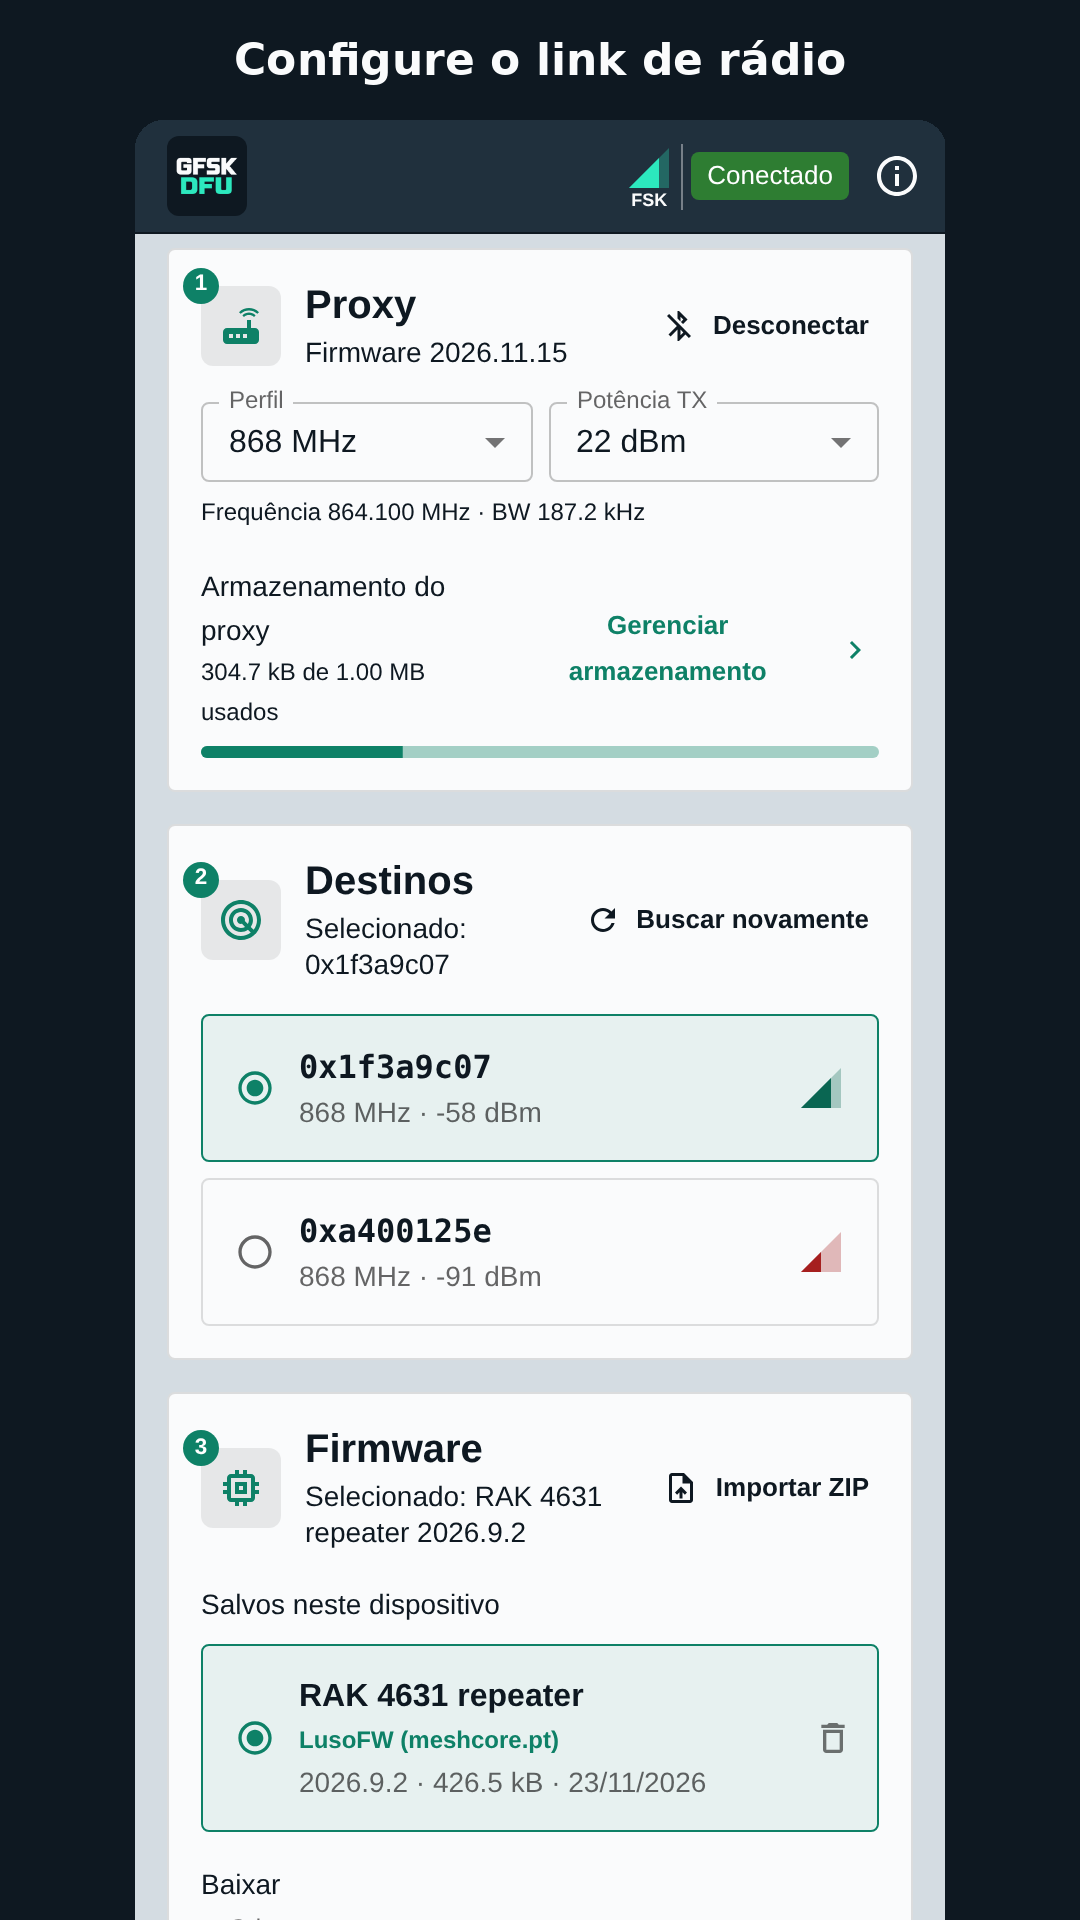 Configure o link de rádio
GFSK
DFU
FSK
Conectado
1
Proxy
Firmware 2026.11.15
Desconectar
Perfil
868 MHz
Potência TX
22 dBm
Frequência 864.100 MHz · BW 187.2 kHz
Armazenamento do
proxy
304.7 kB de 1.00 MB
usados
Gerenciar
armazenamento
2
Destinos
Selecionado:
0x1f3a9c07
Buscar novamente
0x1f3a9c07
868 MHz · -58 dBm
0xa400125e
868 MHz · -91 dBm
3
Firmware
Selecionado: RAK 4631
repeater 2026.9.2
Importar ZIP
Salvos neste dispositivo
RAK 4631 repeater
LusoFW (meshcore.pt)
2026.9.2 · 426.5 kB · 23/11/2026
Baixar